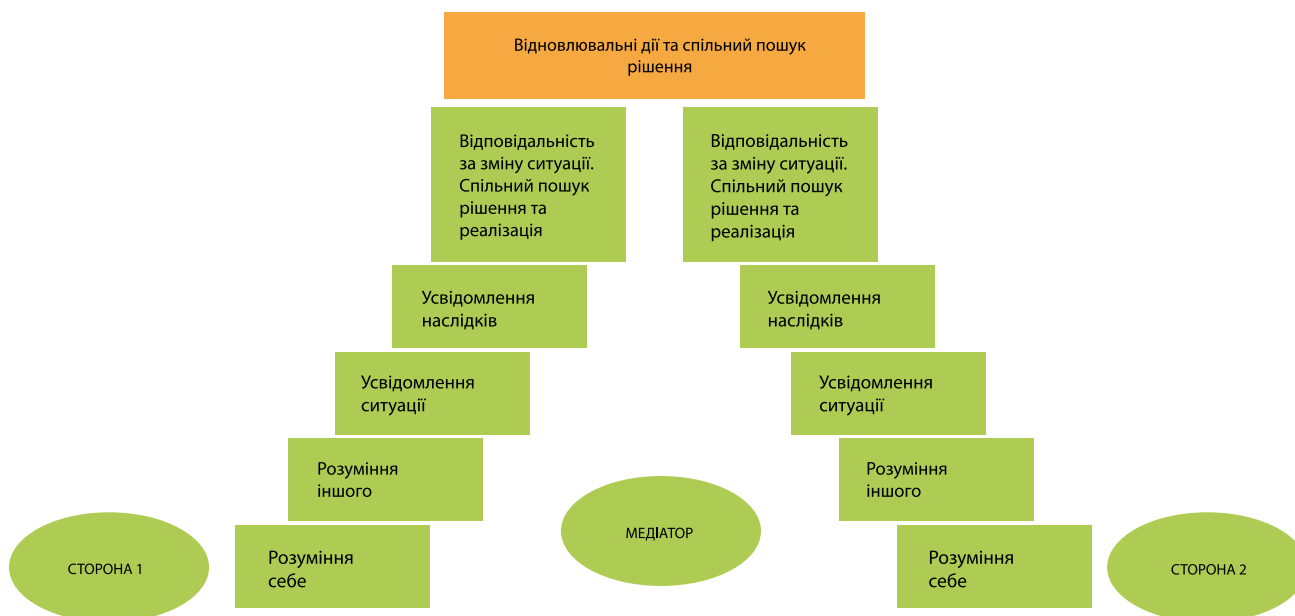 Відновлювальні дії та спільний пошук
рішення
Відповідальність
за зміну ситуації.
Спільний пошук
рішення та
реалізація
Відповідальність
за зміну ситуації.
Спільний пошук
рішення та
реалізація
Усвідомлення
наслідків
Усвідомлення
наслідків
Усвідомлення
ситуації
Усвідомлення
ситуації
Розуміння
іншого
Розуміння
іншого
СТОРОНА 1
Розуміння
себе
МЕДІАТОР
Розуміння
себе
СТОРОНА 2